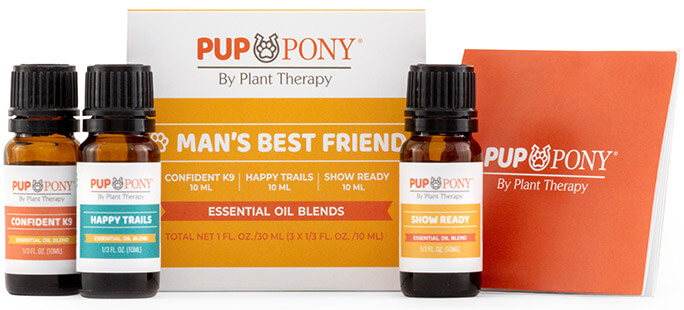 PUP PONY®
By Plant Therapy
MAN'S BEST FRIEND
CONFIDENT K9 | HAPPY TRAILS | SHOW READY
10 ML 10 ML 10 ML
ESSENTIAL OIL BLENDS
TOTAL NET 1 FL. OZ./30 ML (3 X 1/3 FL. OZ. /10 ML)
PUP PONY
By Plant Therapy
CONFIDENT K9
ESSENTIAL OIL BLEND
1/3 FL. OZ. (10ML)
PUP PONY®
By Plant Therapy
HAPPY TRAILS
ESSENTIAL OIL BLEND
1/3 FL. OZ. (10ML)
PUP PONY®
By Plant Therapy
SHOW READY
ESSENTIAL OIL BLEND
1/3 FL. OZ. (10ML)
PUP PONY®
By Plant Therapy